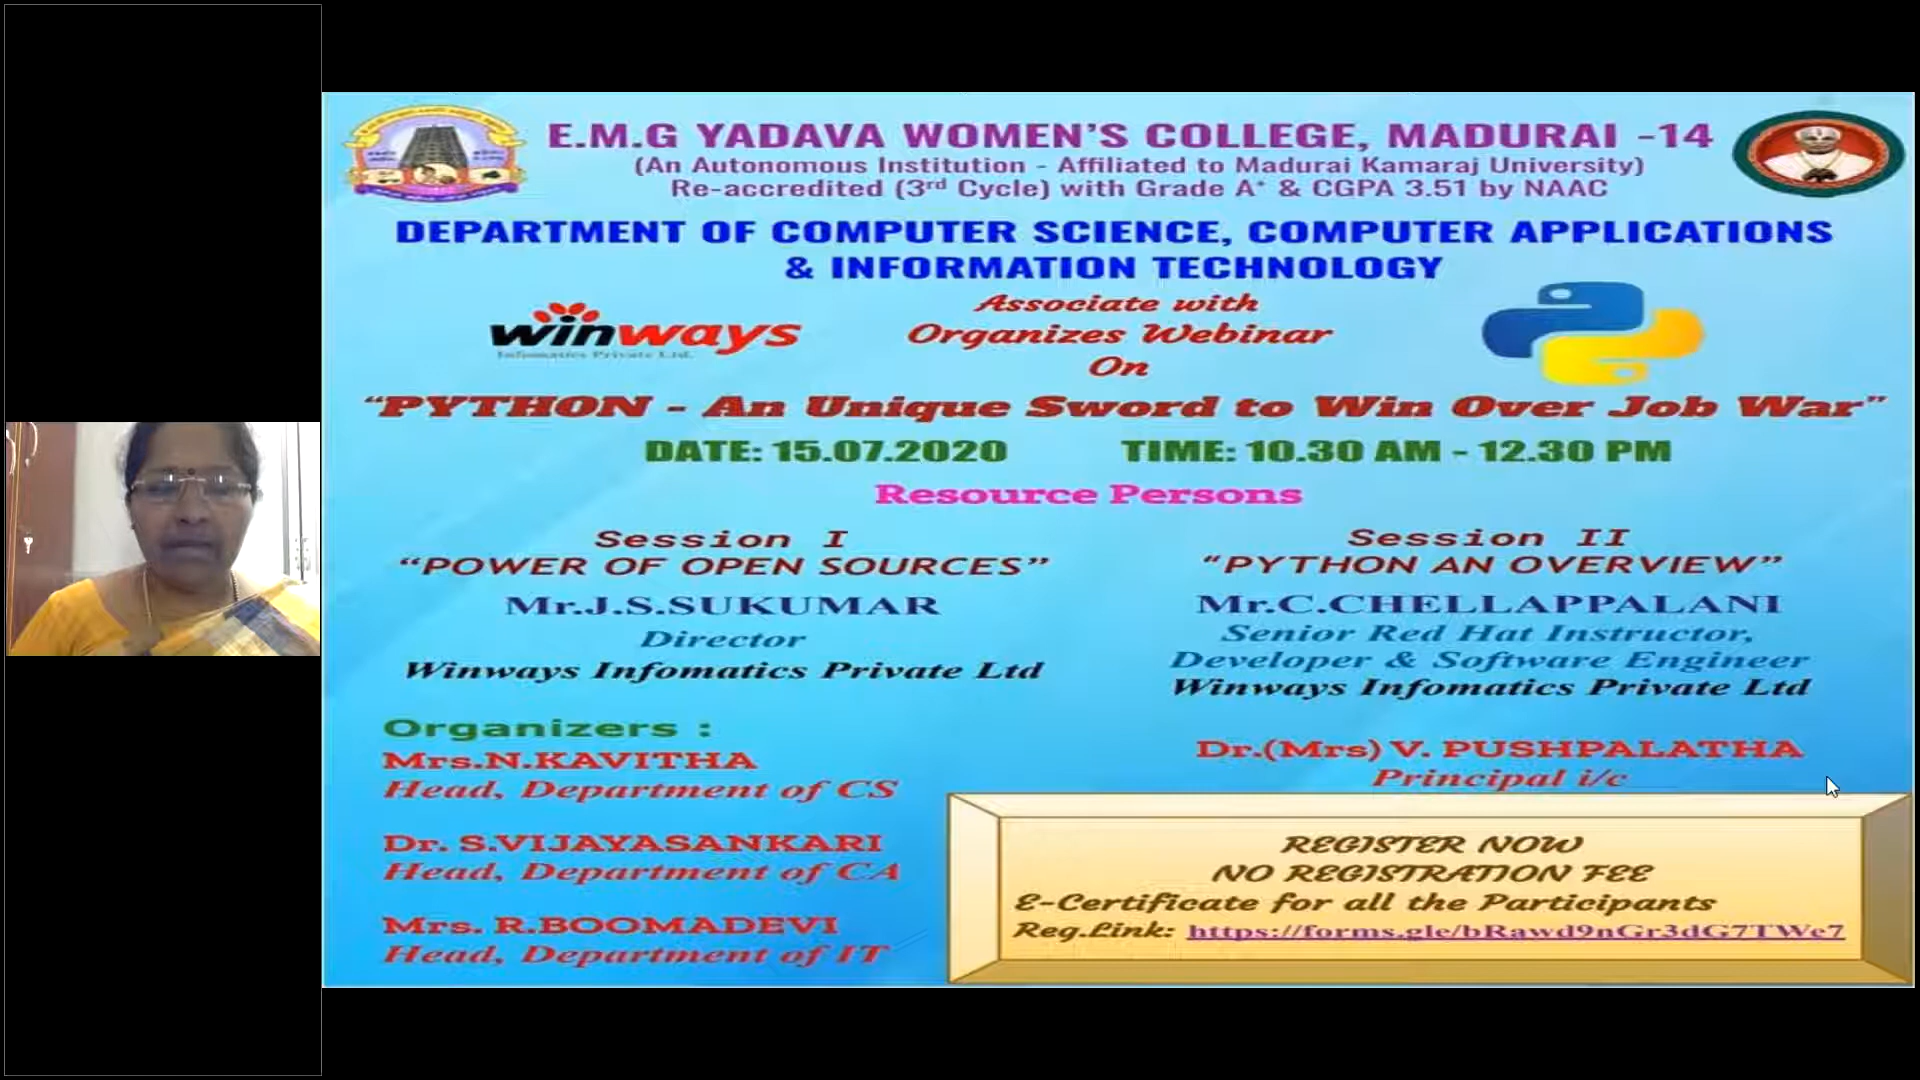 E.M.G YADAVA WOMEN'S COLLEGE, MADURAI -14
(An Autonomous Institution - Affiliated to Madurai Kamaraj University)
Re-accredited (3rd Cycle) with Grade A+ & CGPA 3.51 by NAAC
DEPARTMENT OF COMPUTER SCIENCE, COMPUTER APPLICATIONS
& INFORMATION TECHNOLOGY
winways
Infomatics Private Ltd.
Associate with
Organizes Webinar
On
"PYTHON - An Unique Sword to Win Over Job War"
DATE: 15.07.2020 TIME: 10.30 AM - 12.30 PM
Resource Persons
Session I
"POWER OF OPEN SOURCES"
Mr.J.S.SUKUMAR
Director
Winways Infomatics Private Ltd
Session II
"PYTHON AN OVERVIEW"
Mr.C.CHELLAPPALANI
Senior Red Hat Instructor,
Developer & Software Engineer
Winways Infomatics Private Ltd
Organizers :
Mrs.N.KAVITHA
Head, Department of CS
Dr. S.VIJAYASANKARI
Head, Department of CA
Mrs. R.BOOMADEVI
Head, Department of IT
Dr.(Mrs) V. PUSHPALATHA
Principal i/c
REGISTER NOW
NO REGISTRATION FEE
E-Certificate for all the Participants
Reg.Link: https://forms.gle/bRawd9nGr3dG7TWe7